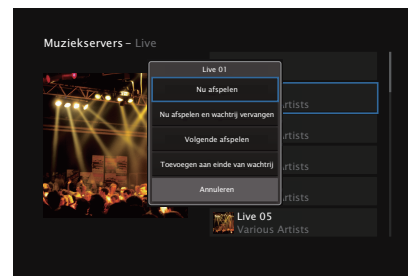 Muziekservers – Live
Live 01
Nu afspelen
Nu afspelen en wachtrij vervangen
Artists
Volgende afspelen
Artists
Toevoegen aan einde van wachtrij
Artists
Annuleren
Artists
Live 05
Various Artists